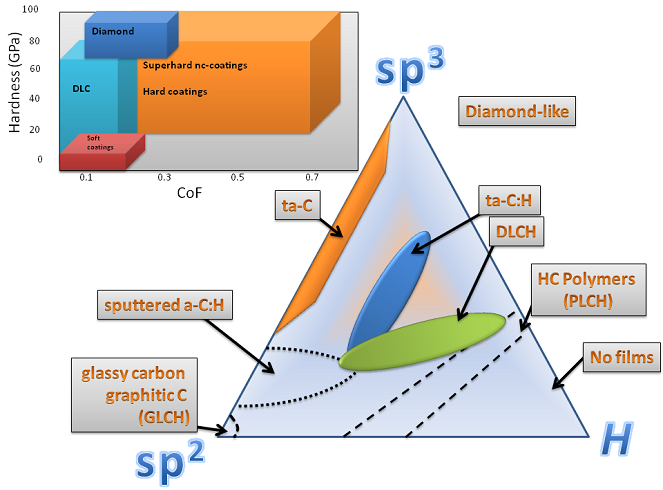 100
80
60
40
20
0
Hardness (GPa)
Diamond
DLC
Superhard nc-coatings
Hard coatings
Soft
coatings
0.1
0.3
0.5
0.7
CoF
sp3
Diamond-like
ta-C
ta-C:H
DLCH
HC Polymers
(PLCH)
sputtered a-C:H
No films
glassy carbon
graphitic C
(GLCH)
sp2
H